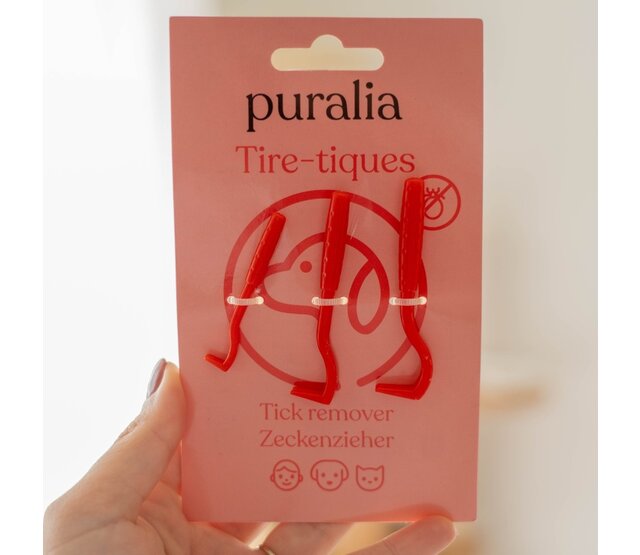 puralia
Tire-tiques
Tick remover
Zeckenzieher